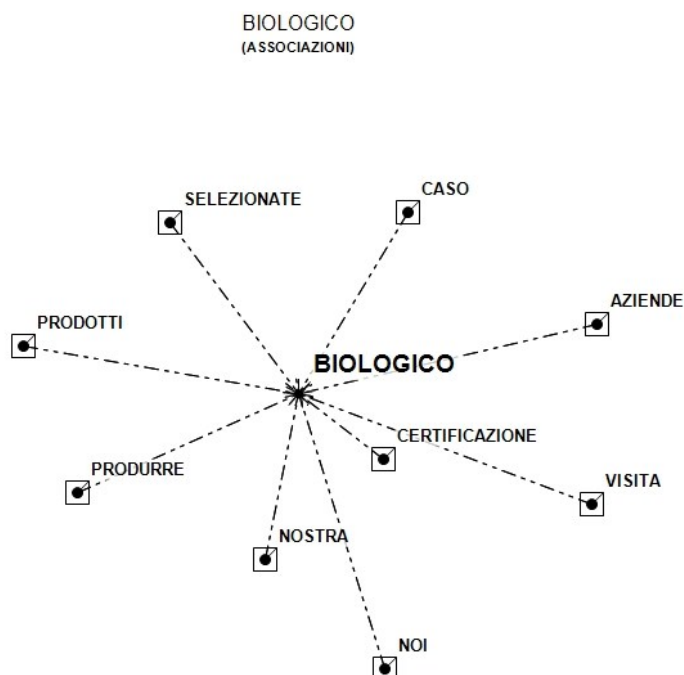 BIOLOGICO
(ASSOCIAZIONI)
SELEZIONATE
CASO
AZIENDE
PRODOTTI
BIOLOGICO
CERTIFICAZIONE
PRODURRE
VISITA
NOSTRA
NOI